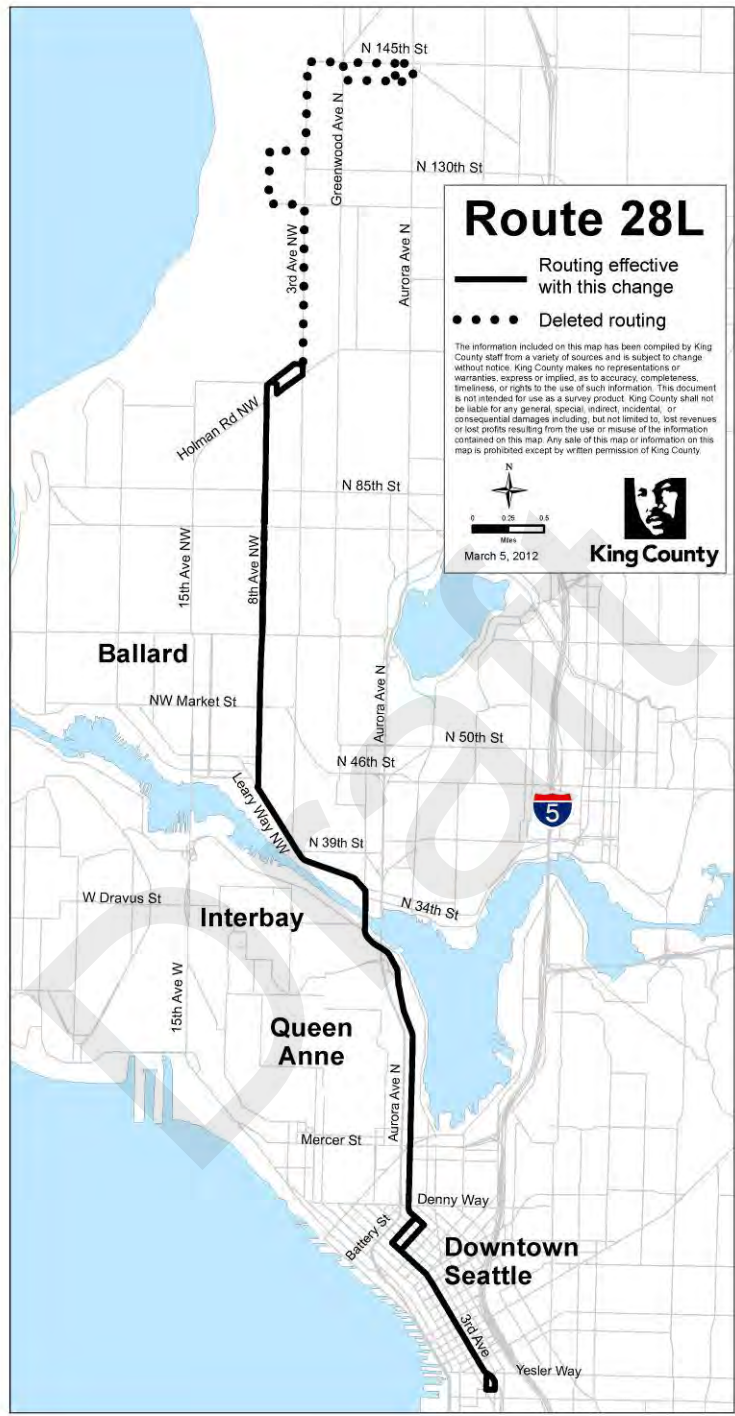 N 145th St
Greenwood Ave N
N 130th St
3rd Ave NW
Aurora Ave N
Route 28L
Routing effective
with this change
Deleted routing
The information included on this map has been compiled by King
County staff from a variety of sources and is subject to change
without notice. King County makes no representations or
warranties, express or implied, as to accuracy, completeness,
timeliness, or rights to the use of such information. This document
is not intended for use as a survey product. King County shall not
be liable for any general, special, indirect, incidental, or
consequential damages including, but not limited to, lost revenues
or lost profits resulting from the use or misuse of the information
contained on this map. Any sale of this map or information on this
map is prohibited except by written permission of King County.
N
0 0.25 0.5
Miles
March 5, 2012
King County
Holman Rd NW
N 85th St
15th Ave NW
8th Ave NW
Ballard
NW Market St
Aurora Ave N
N 50th St
N 46th St
5
Leary Way NW
N 39th St
W Dravus St
Interbay
N 34th St
15th Ave W
Queen
Anne
Aurora Ave N
Mercer St
Denny Way
Battery St
Downtown
Seattle
3rd Ave
Yesler Way
Draft